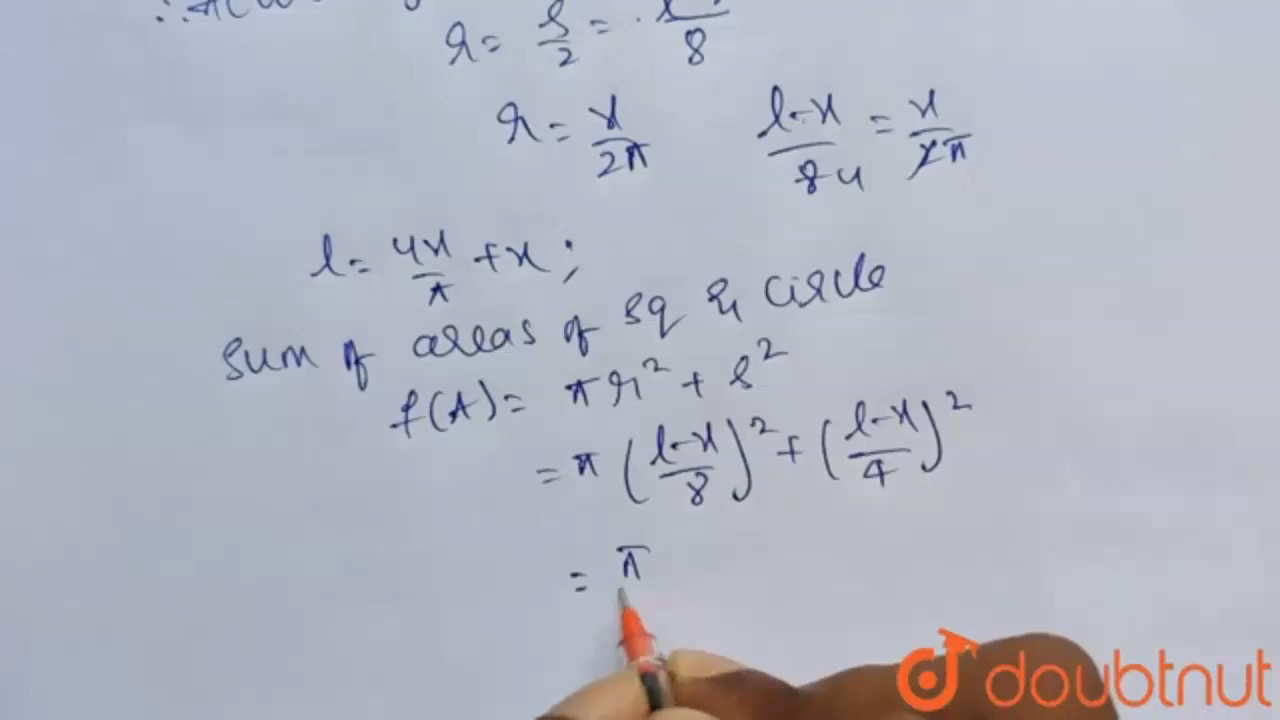 r = s/2 = /8
r = x/2π (l-x)/8 4 = x/2π
l = 4x/π + x ;
Sum of areas of sq & circle
f(A) = πr² + s²
= π ((l-x)/8)² + ((l-x)/4)²
= π
doubtnut